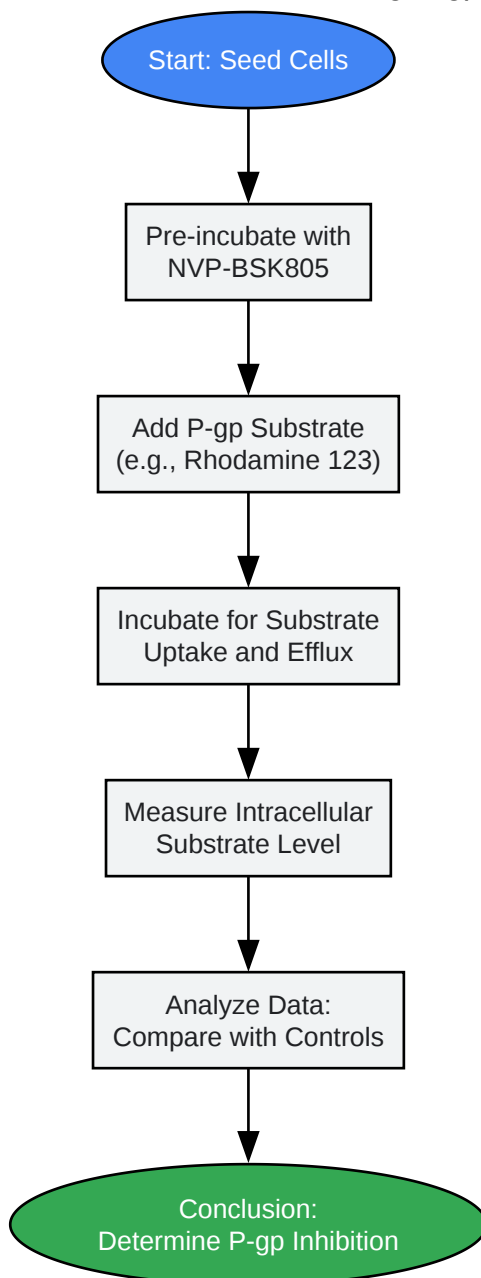 Start: Seed Cells
Pre-incubate with
NVP-BSK805
Add P-gp Substrate
(e.g., Rhodamine 123)
Incubate for Substrate
Uptake and Efflux
Measure Intracellular
Substrate Level
Analyze Data:
Compare with Controls
Conclusion:
Determine P-gp Inhibition